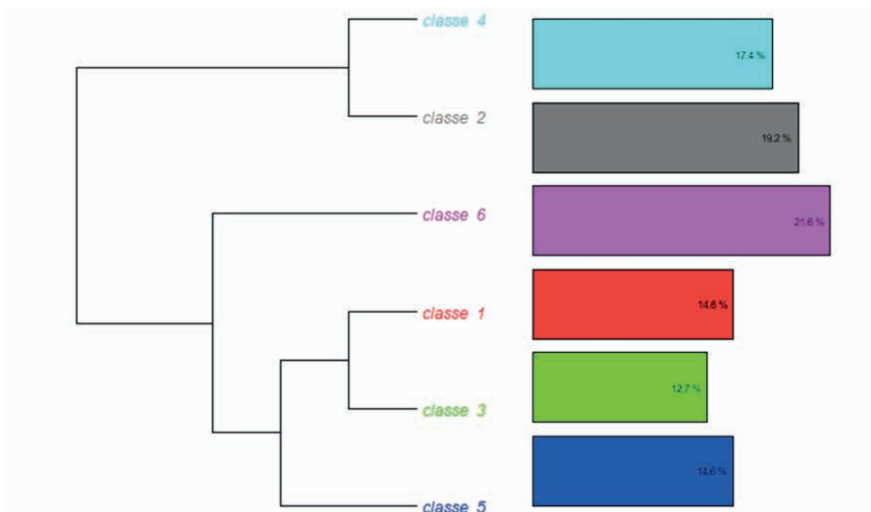 classe 4
17.4 %
classe 2
19.2 %
classe 6
21.6 %
classe 1
14.6 %
classe 3
12.7 %
classe 5
14.6 %